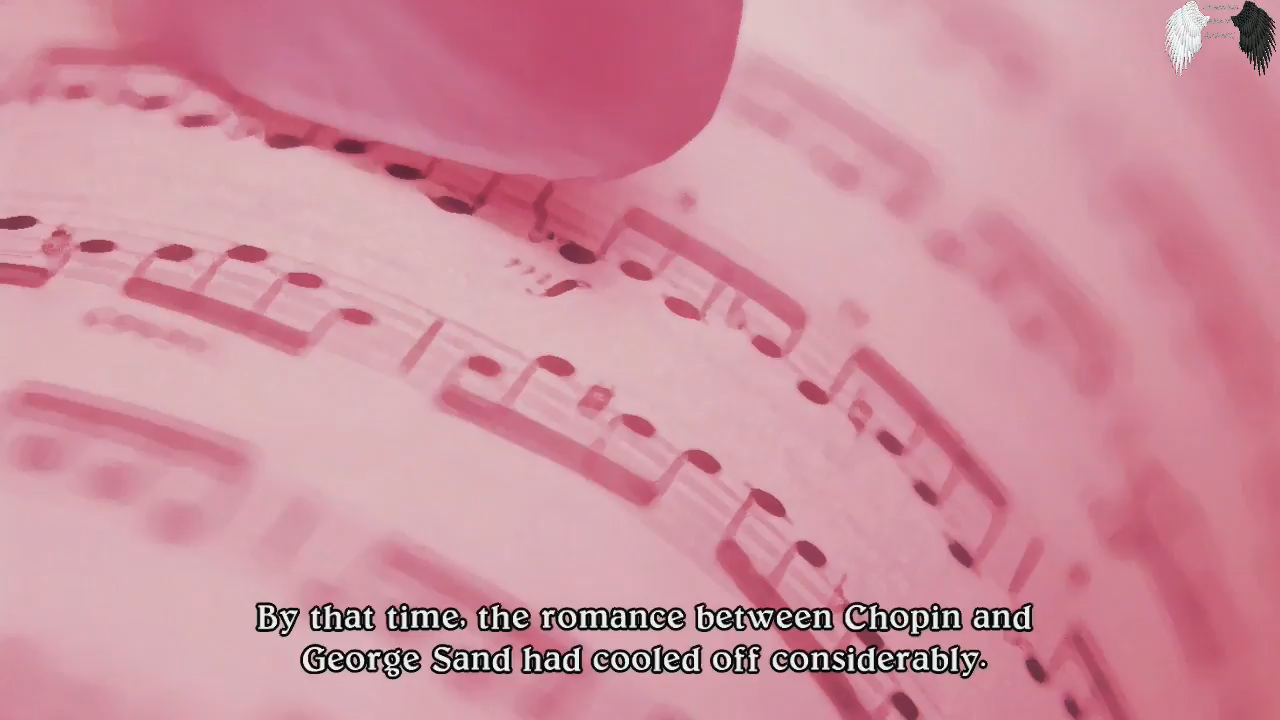 By that time, the romance between Chopin and
George Sand had cooled off considerably.